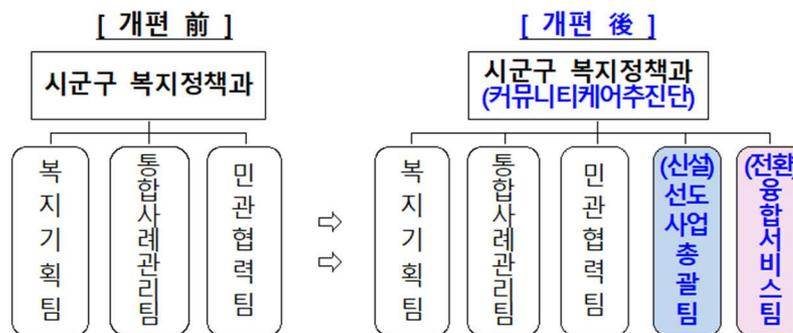 [ 개편 前 ]
시군구 복지정책과
복지기획팀
통합사례관리팀
민관협력팀
⇨
⇨
[ 개편 後 ]
시군구 복지정책과
(커뮤니티케어추진단)
복지기획팀
통합사례관리팀
민관협력팀
(신설)
선도
사업
총
괄
팀
(전환)
융합서비스팀